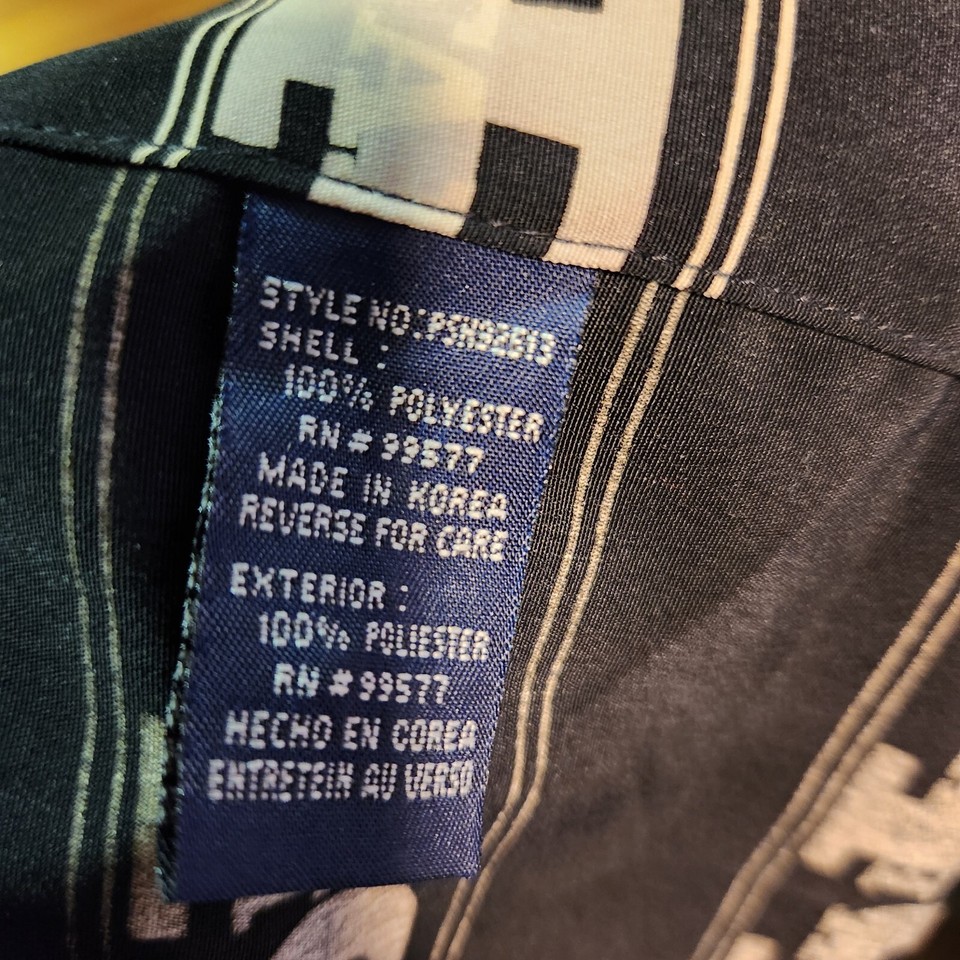 STYLE NO:PSH92513
SHELL :
100% POLYESTER
RN # 99577
MADE IN KOREA
REVERSE FOR CARE
EXTERIOR :
100% POLIESTER
RN # 99577
HECHO EN COREA
ENTRETEIN AU VERSO